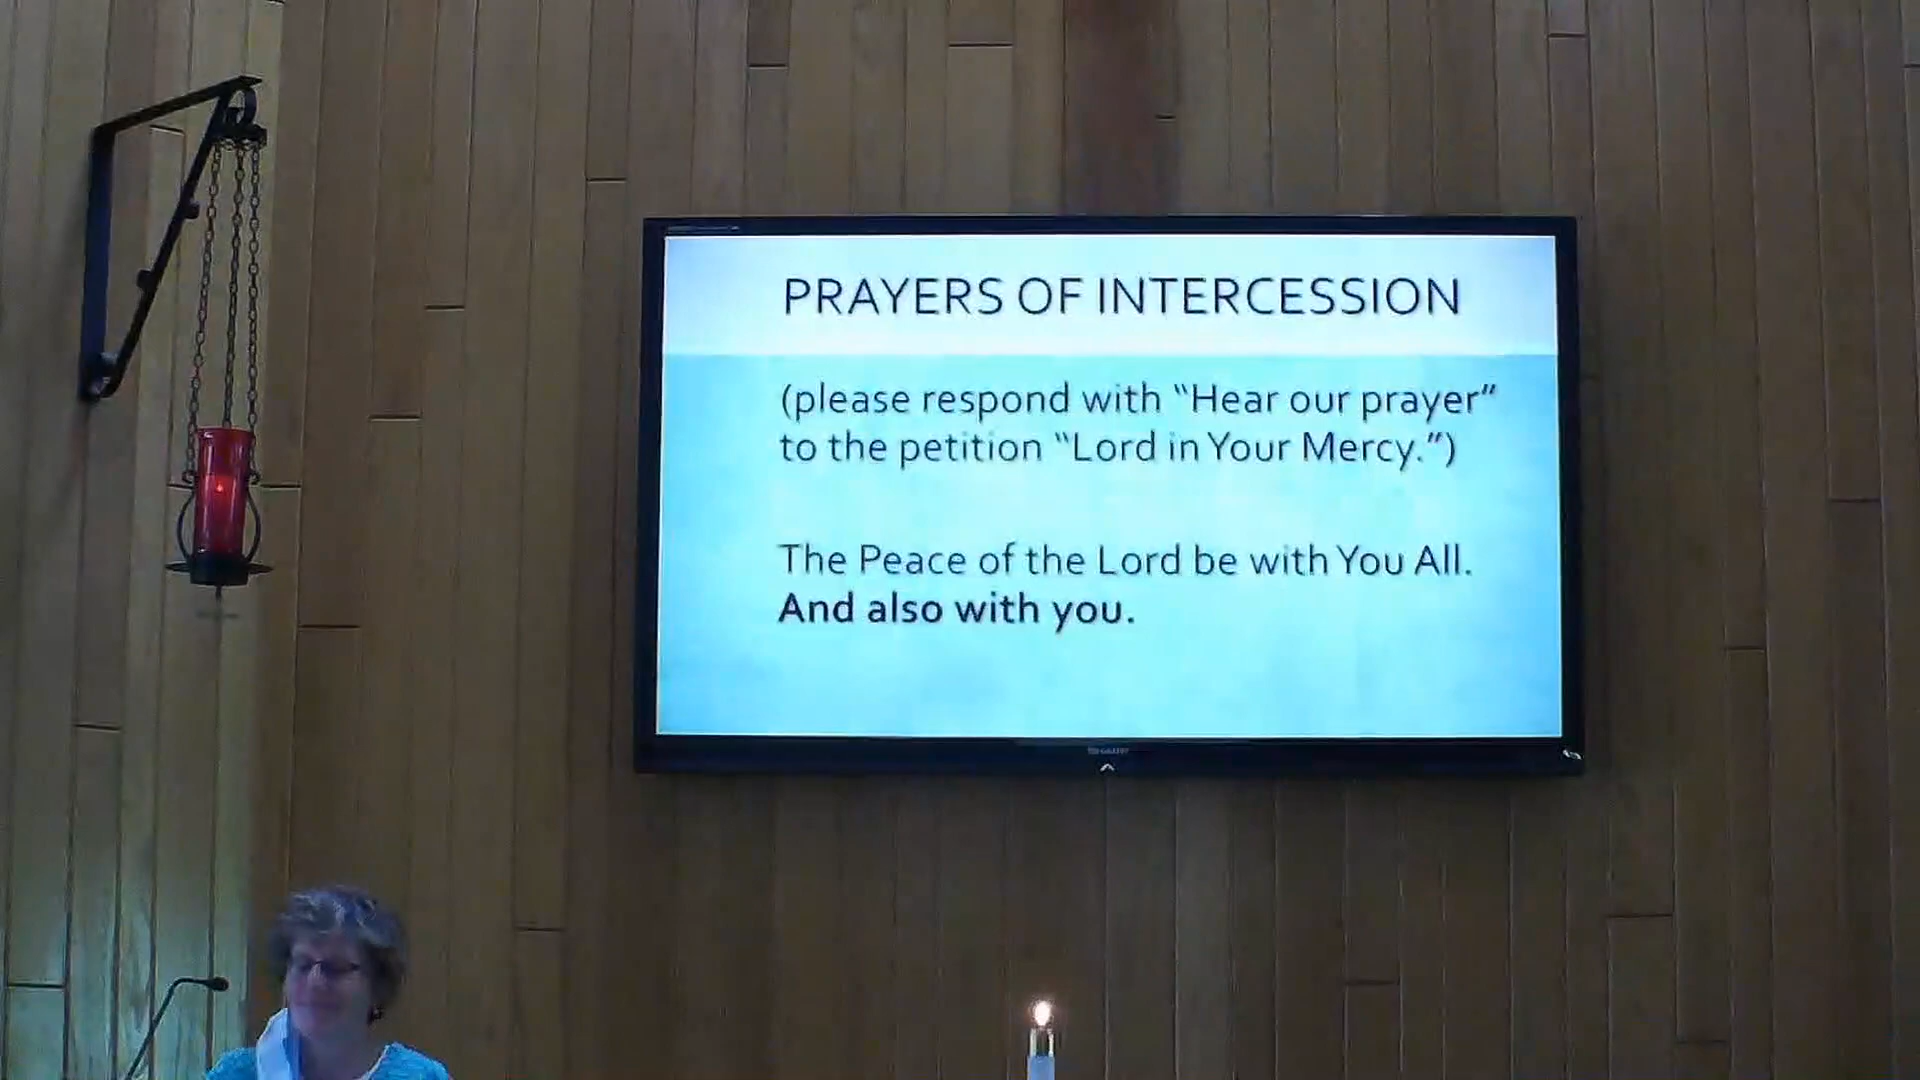 PRAYERS OF INTERCESSION
(please respond with “Hear our prayer”
to the petition “Lord in Your Mercy.”)
The Peace of the Lord be with You All.
And also with you.